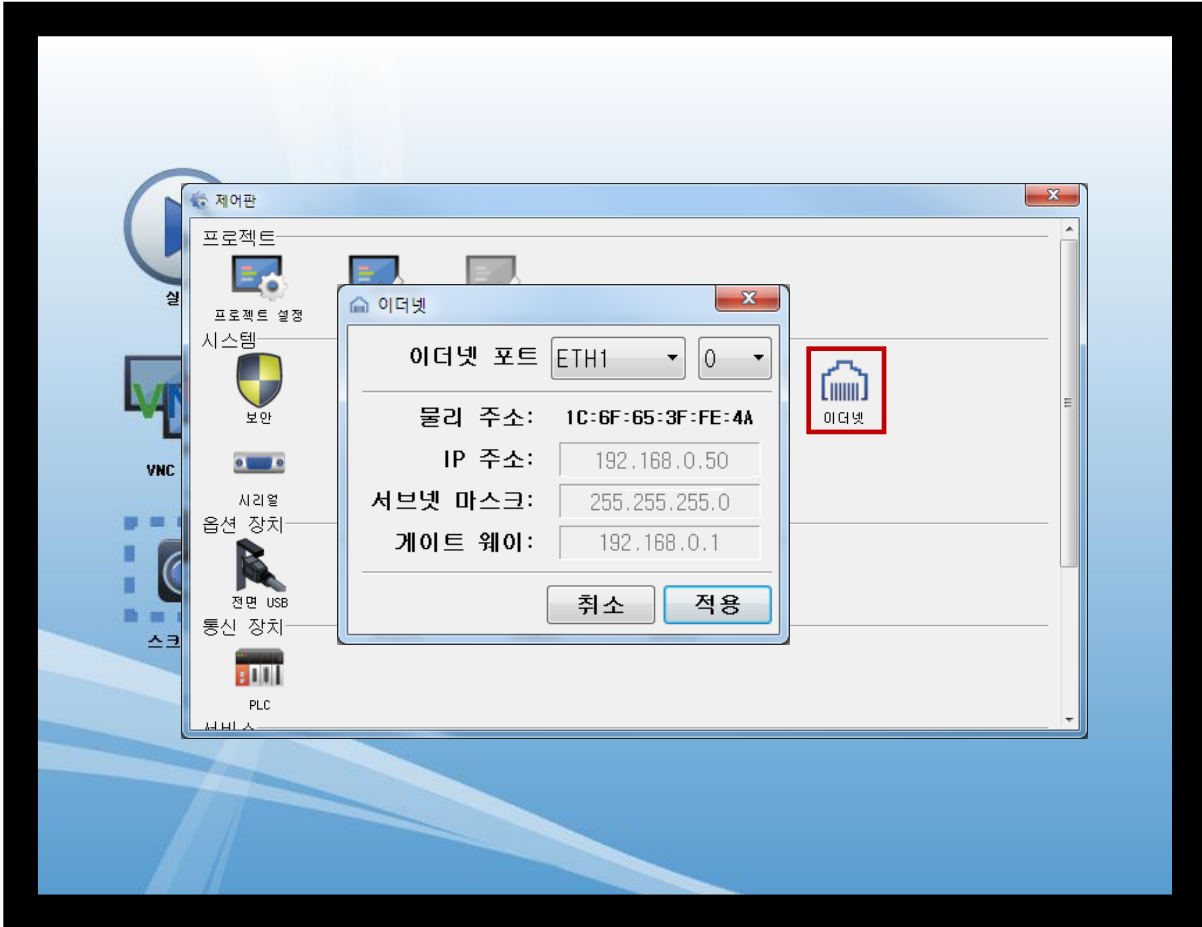 제어판
프로젝트
프로젝트 설정
시스템
보안
시리얼
옵션 장치
전면 USB
통신 장치
PLC
이더넷
이더넷 포트 ETH1 0
물리 주소: 1C:6F:65:3F:FE:4A
IP 주소: 192.168.0.50
서브넷 마스크: 255.255.255.0
게이트 웨이: 192.168.0.1
취소 적용
이더넷
VNC